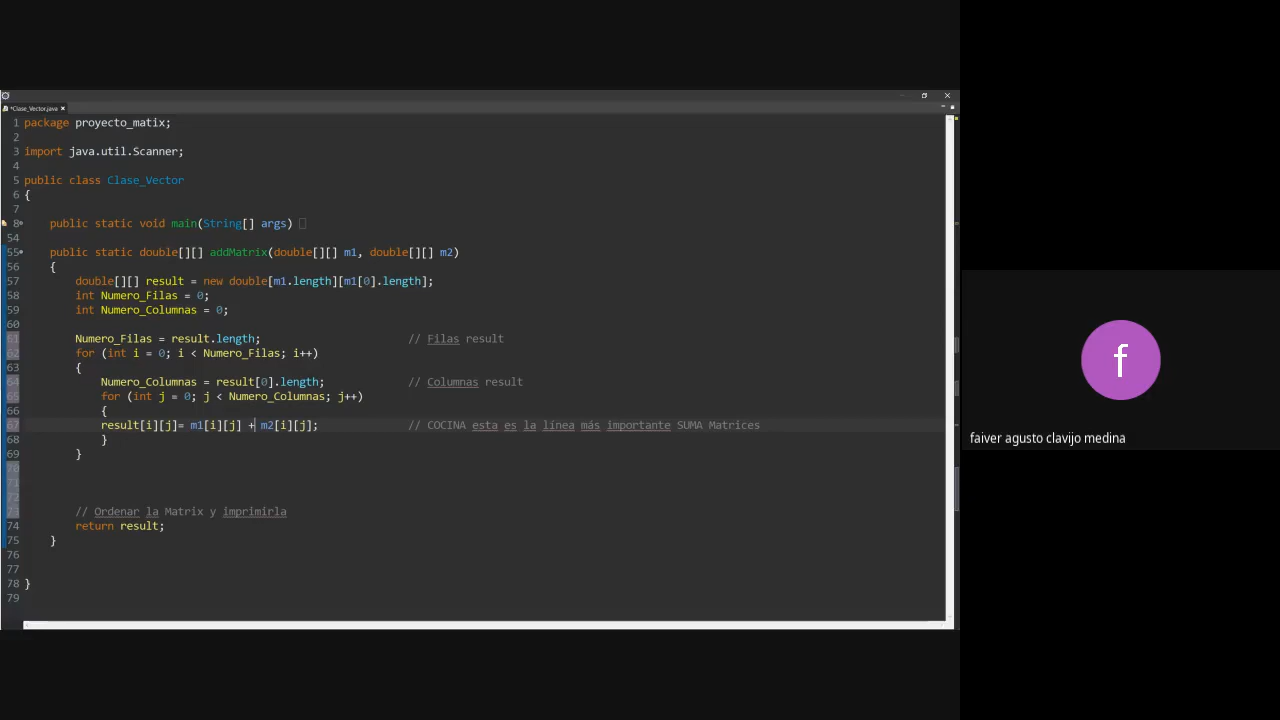 *Clase_Vector.java
1 package proyecto_matix;
2
3 import java.util.Scanner;
4
5 public class Clase_Vector
6 {
7
8 public static void main(String[] args)
54
55 public static double[][] addMatrix(double[][] m1, double[][] m2)
56 {
57 double[][] result = new double[m1.length][m1[0].length];
58 int Numero_Filas = 0;
59 int Numero_Columnas = 0;
60
61 Numero_Filas = result.length; // Filas result
62 for (int i = 0; i < Numero_Filas; i++)
63 {
64 Numero_Columnas = result[0].length; // Columnas result
65 for (int j = 0; j < Numero_Columnas; j++)
66 {
67 result[i][j]= m1[i][j] + m2[i][j]; // COCINA esta es la línea más importante SUMA Matrices
68 }
69 }
70
71
72
73 // Ordenar la Matrix y imprimirla
74 return result;
75 }
76
77
78 }
79
f
faiver agusto clavijo medina